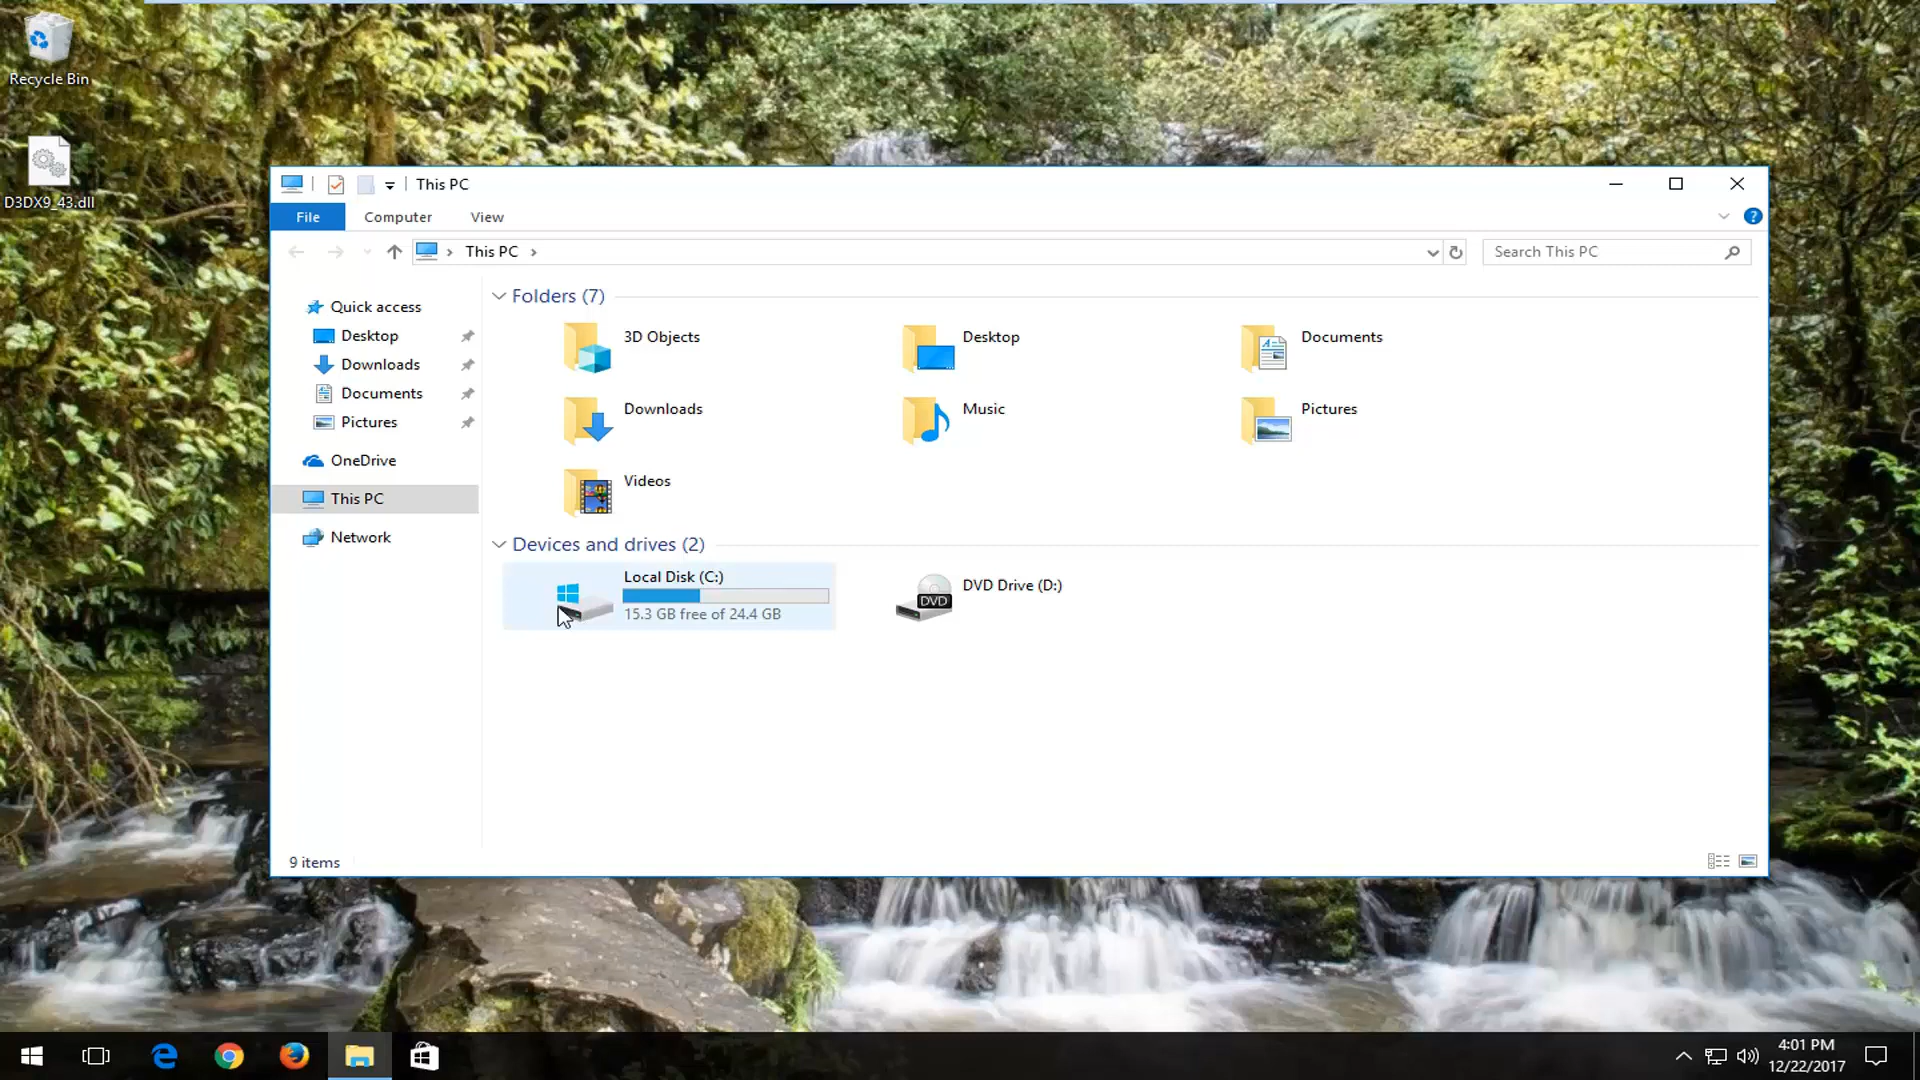 Recycle Bin
D3DX9_43.dll
This PC
File
Computer
View
This PC
Search This PC
Quick access
Desktop
Downloads
Documents
Pictures
OneDrive
This PC
Network
Folders (7)
3D Objects
Desktop
Documents
Downloads
Music
Pictures
Videos
Devices and drives (2)
Local Disk (C:)
15.3 GB free of 24.4 GB
DVD
DVD Drive (D:)
9 items
4:01 PM
12/22/2017